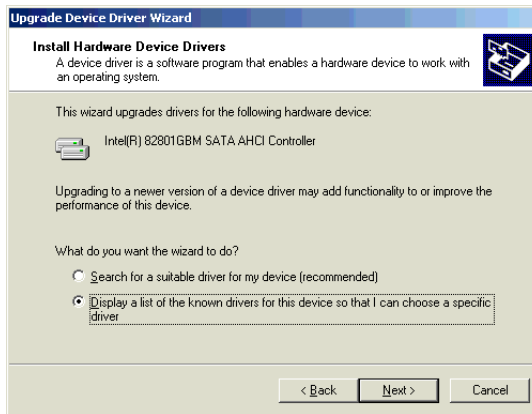 Upgrade Device Driver Wizard
Install Hardware Device Drivers
A device driver is a software program that enables a hardware device to work with
an operating system.
This wizard upgrades drivers for the following hardware device:
Intel(R) 82801GBM SATA AHCI Controller
Upgrading to a newer version of a device driver may add functionality to or improve the
performance of this device.
What do you want the wizard to do?
Search for a suitable driver for my device (recommended)
Display a list of the known drivers for this device so that I can choose a specific
driver
< Back Next > Cancel